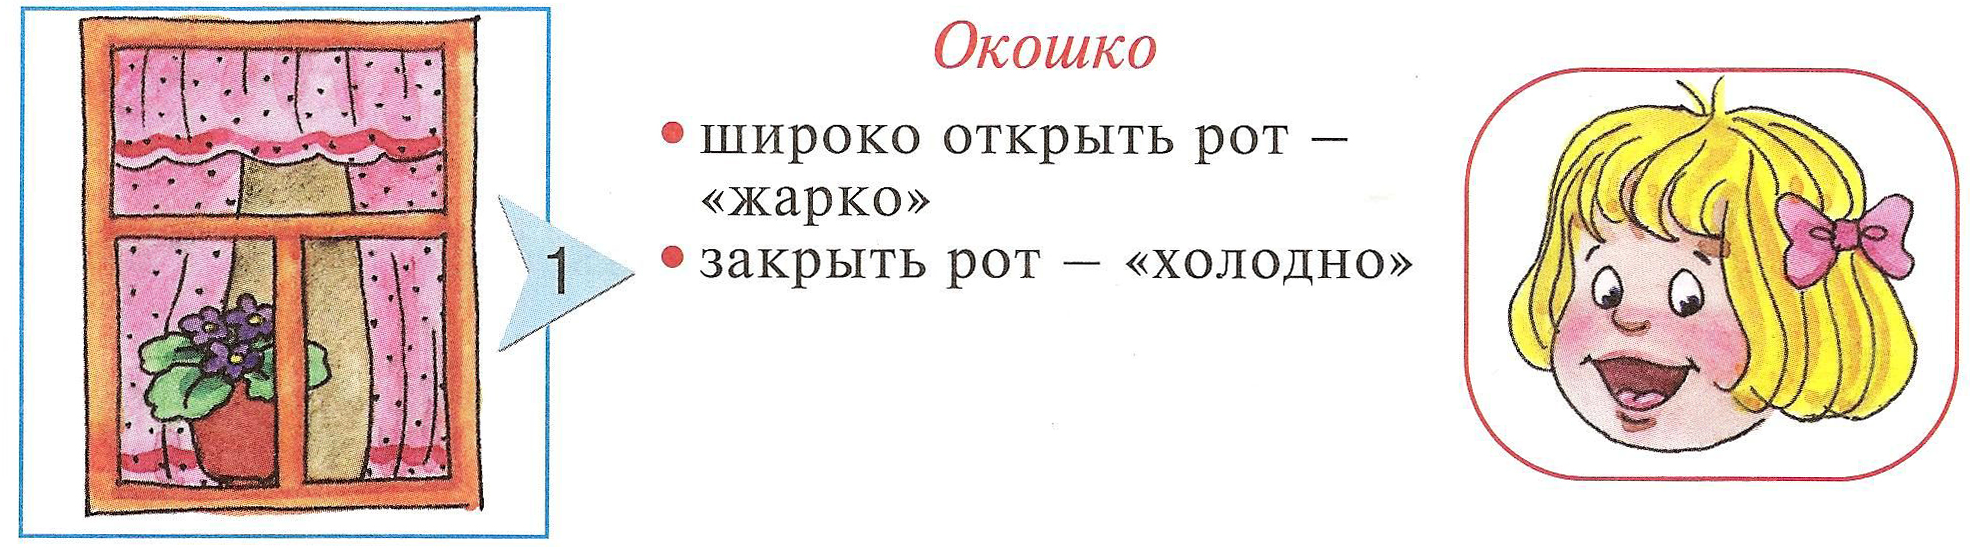 Окошко
• широко открыть рот –
«жарко»
• закрыть рот – «холодно»
1